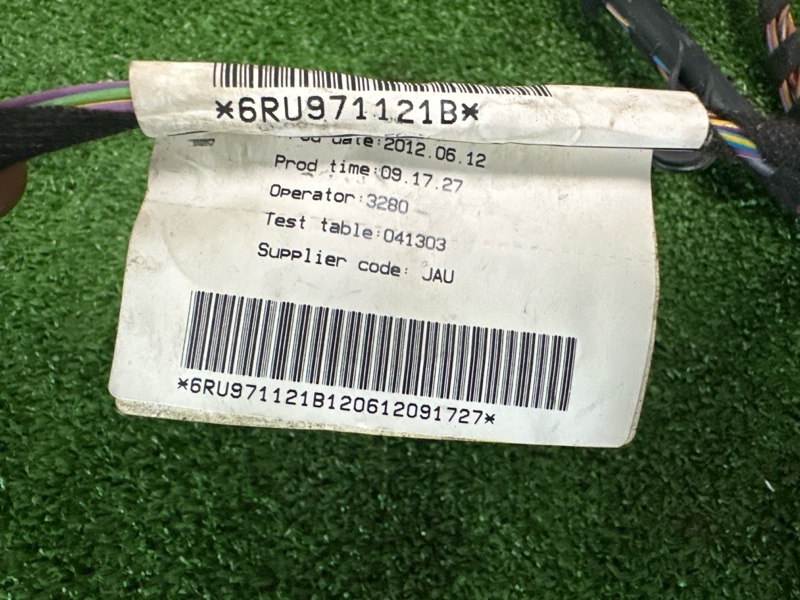 *6RU971121B*
Prod date:2012.06.12
Prod time:09.17.27
Operator:3280
Test table:041303
Supplier code: JAU
*6RU971121B120612091727*